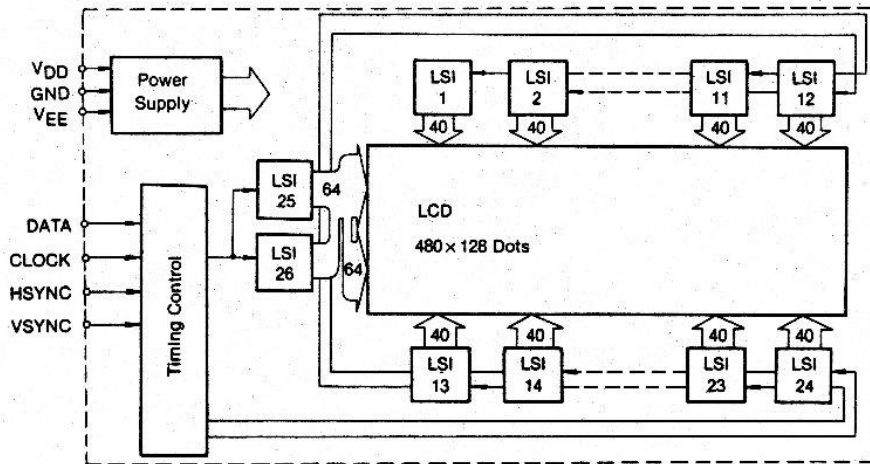 VDD
GND
VEE
Power
Supply
LSI
1
LSI
2
LSI
11
LSI
12
40
40
40
40
LSI
25
64
LSI
26
64
LCD
480 × 128 Dots
DATA
CLOCK
HSYNC
VSYNC
Timing Control
40
40
40
40
LSI
13
LSI
14
LSI
23
LSI
24